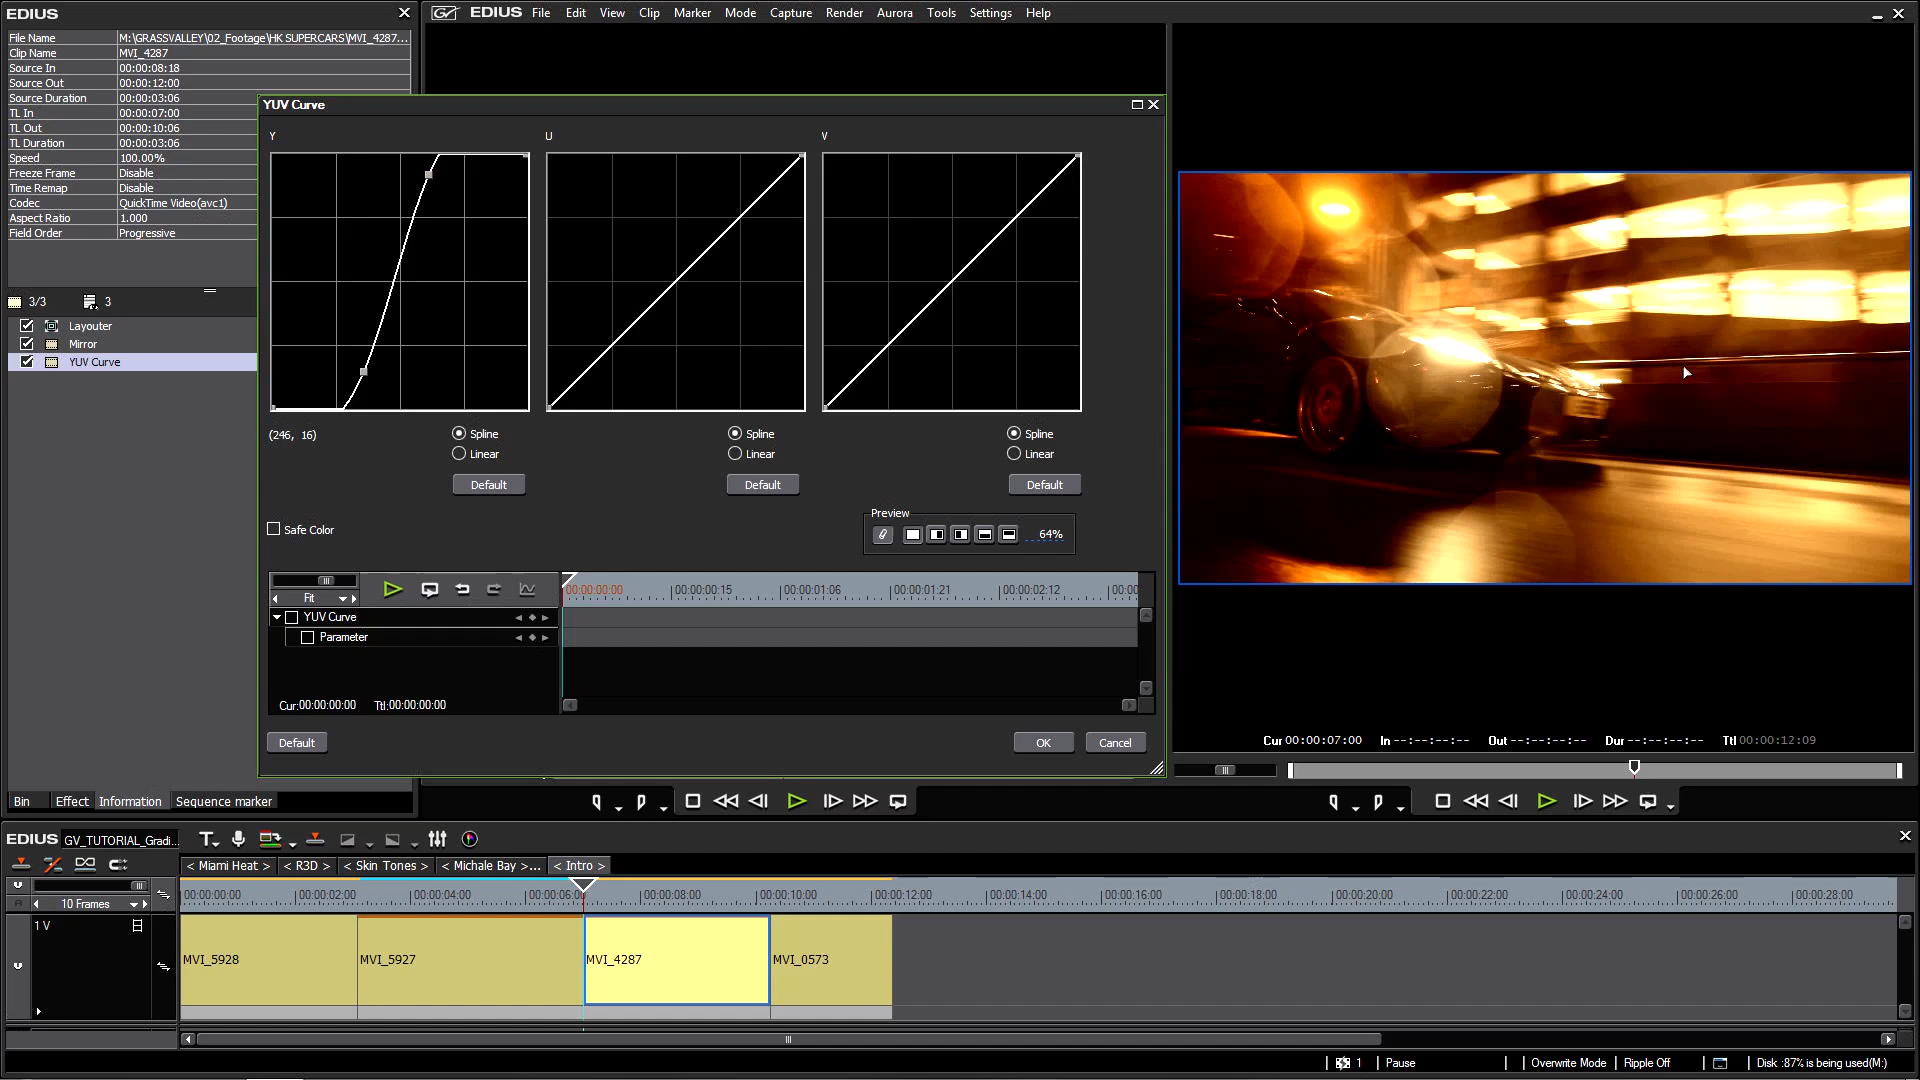 EDIUS
File Name M:\GRASSVALLEY\02_Footage\HK SUPERCARS\MVI_4287...
Clip Name MVI_4287
Source In 00:00:08:18
Source Out 00:00:12:00
Source Duration 00:00:03:06
TL In 00:00:07:00
TL Out 00:00:10:06
TL Duration 00:00:03:06
Speed 100.00%
Freeze Frame Disable
Time Remap Disable
Codec QuickTime Video(avc1)
Aspect Ratio 1.000
Field Order Progressive
3/3 3
Layouter
Mirror
YUV Curve
Bin Effect Information Sequence marker
EDIUS File Edit View Clip Marker Mode Capture Render Aurora Tools Settings Help
YUV Curve
Y U V
(246, 16)
Spline Spline Spline
Linear Linear Linear
Default Default Default
Safe Color
Preview
64%
Fit
00:00:00:00 00:00:00:15 00:00:01:06 00:00:01:21 00:00:02:12 00:00
YUV Curve
Parameter
Cur:00:00:00:00 Ttl:00:00:00:00
Default OK Cancel
Cur 00:00:07:00 In --:--:--:-- Out --:--:--:-- Dur --:--:--:-- Ttl 00:00:12:09
EDIUS GV_TUTORIAL_Gradi...
< Miami Heat > < R3D > < Skin Tones > < Michale Bay >... < Intro >
00:00:00:00 00:00:02:00 00:00:04:00 00:00:06:00 00:00:08:00 00:00:10:00 00:00:12:00 00:00:14:00 00:00:16:00 00:00:18:00 00:00:20:00 00:00:22:00 00:00:24:00 00:00:26:00 00:00:28:00
10 Frames
1 V
MVI_5928 MVI_5927 MVI_4287 MVI_0573
1 Pause Overwrite Mode Ripple Off Disk :87% is being used(M:)